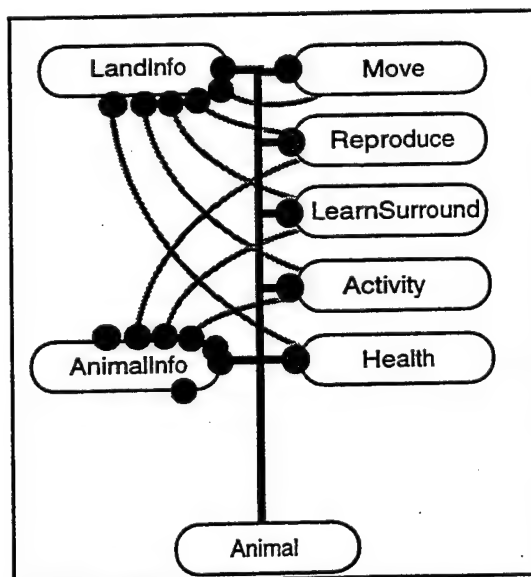 LandInfo
Move
Reproduce
LearnSurround
Activity
AnimalInfo
Health
Animal